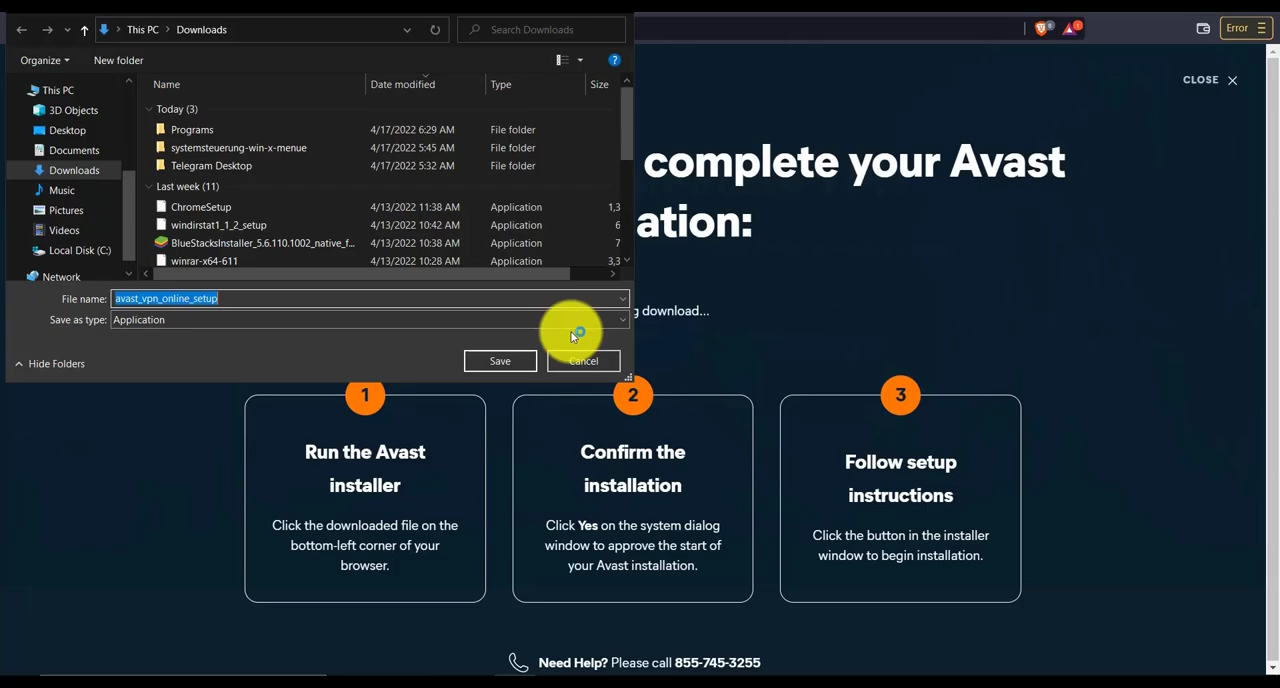 This PC > Downloads
Search Downloads
8
1
Error
Organize
New folder
?
CLOSE
This PC
3D Objects
Desktop
Documents
Downloads
Music
Pictures
Videos
Local Disk (C:)
Network
Name Date modified Type Size
Today (3)
Programs 4/17/2022 6:29 AM File folder
systemsteuerung-win-x-menue 4/17/2022 5:45 AM File folder
Telegram Desktop 4/17/2022 5:32 AM File folder
Last week (11)
ChromeSetup 4/13/2022 11:38 AM Application 1,3
windirstat1_1_2_setup 4/13/2022 10:42 AM Application 6
BlueStacksInstaller_5.6.110.1002_native_f... 4/13/2022 10:38 AM Application 7
winrar-x64-611 4/13/2022 10:28 AM Application 3,3
File name: avast_vpn_online_setup
Save as type: Application
Hide Folders
Save
Cancel
complete your Avast
ation:
g download...
1
Run the Avast
installer
Click the downloaded file on the
bottom-left corner of your
browser.
2
Confirm the
installation
Click Yes on the system dialog
window to approve the start of
your Avast installation.
3
Follow setup
instructions
Click the button in the installer
window to begin installation.
Need Help? Please call 855-745-3255